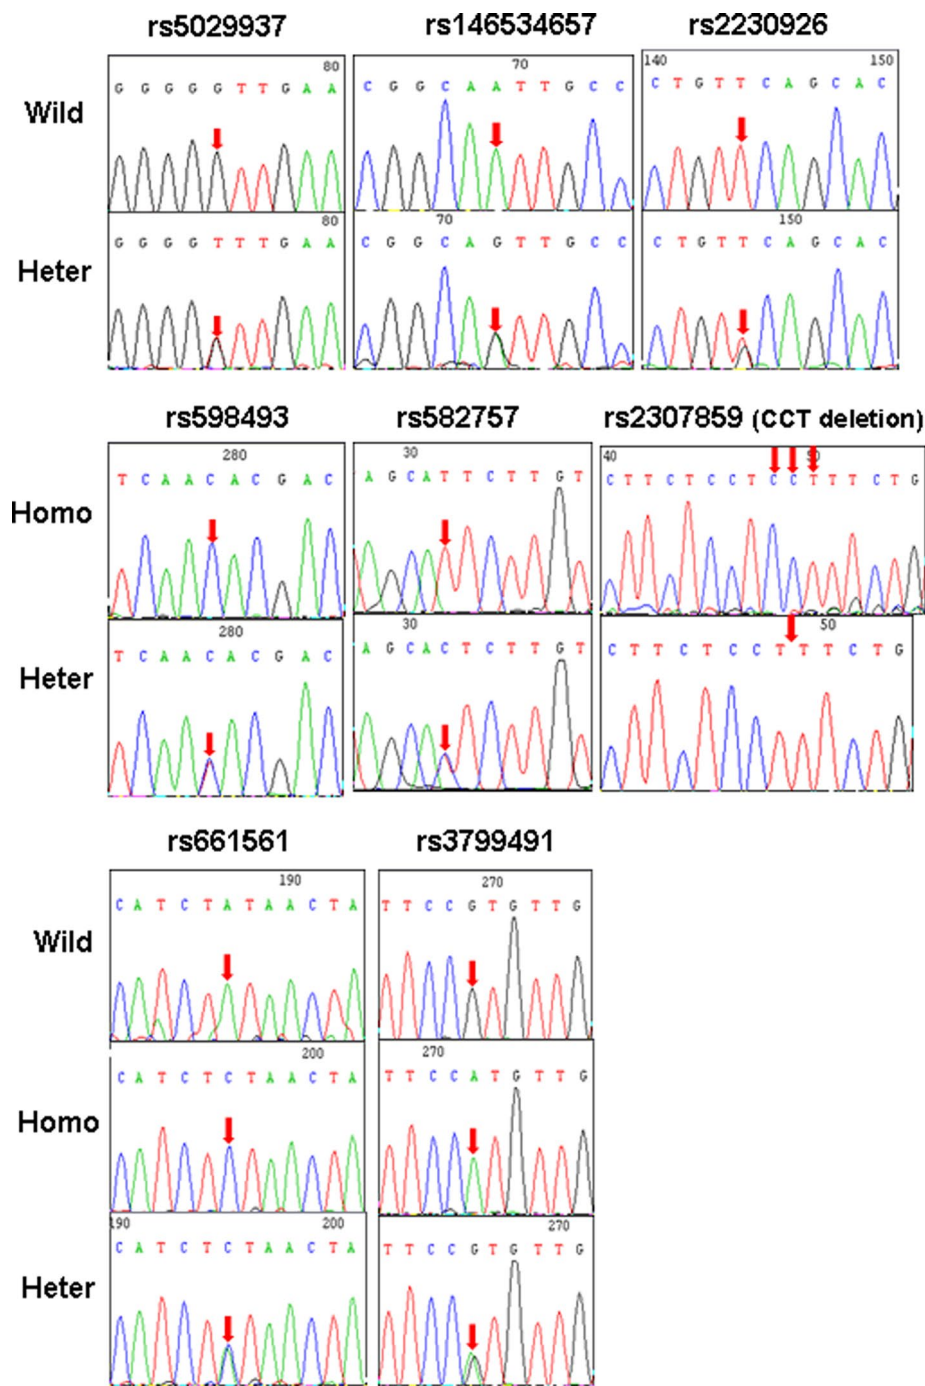 rs5029937 rs146534657 rs2230926
80 70 140 150
Wild G G G G G T T G A A C G G C A A T T G C C C T G T T C A G C A C
80 70 150
Heter G G G G T T T G A A C G G C A G T T G C C C T G T T C A G C A C
rs598493 rs582757 rs2307859 (CCT deletion)
280 30 40
Homo T C A A C A C G A C A G C A T T C T T G T C T T C T C C T C C T T T C T G
280 30 50
Heter T C A A C A C G A C A G C A C T C T T G T C T T C T C C T T T C T G
rs661561 rs3799491
190 270
Wild C A T C T A T A A C T A T T C C G T G T T G
200 270
Homo C A T C T C T A A C T A T T C C A T G T T G
190 200 270
Heter C A T C T C T A A C T A T T C C G T G T T G